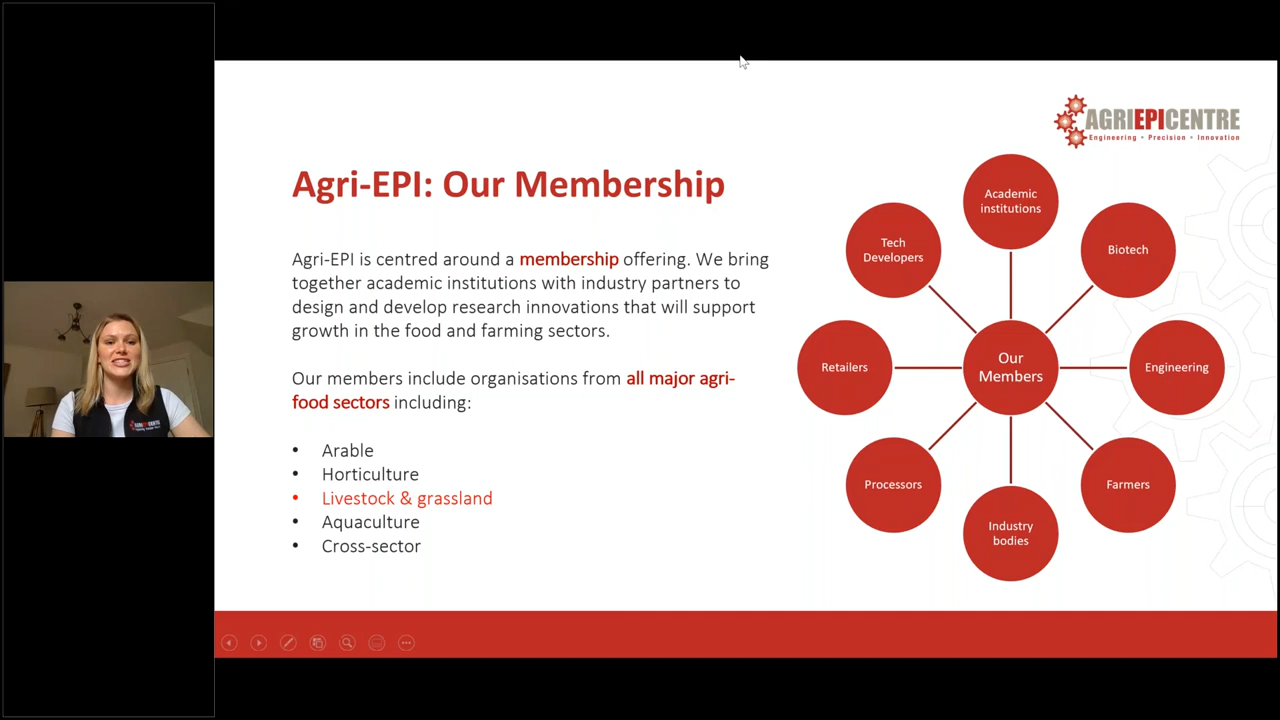 AGRIEPICENTRE
Engineering • Precision • Innovation
Agri-EPI: Our Membership
Agri-EPI is centred around a membership offering. We bring
together academic institutions with industry partners to
design and develop research innovations that will support
growth in the food and farming sectors.
Our members include organisations from all major agri-
food sectors including:
• Arable
• Horticulture
• Livestock & grassland
• Aquaculture
• Cross-sector
Academic
institutions
Biotech
Engineering
Farmers
Industry
bodies
Processors
Retailers
Tech
Developers
Our
Members